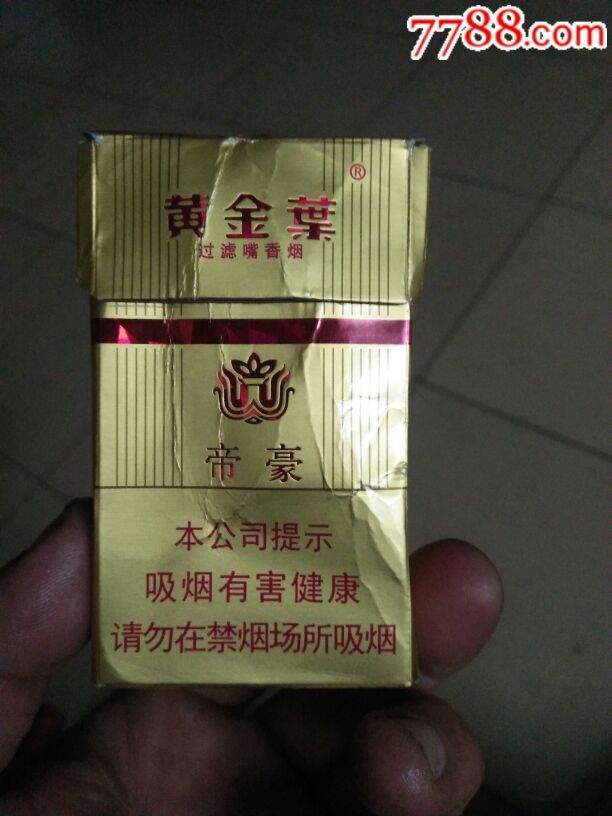 7788.com
黄金葉®
过滤嘴香烟
帝豪
本公司提示
吸烟有害健康
请勿在禁烟场所吸烟